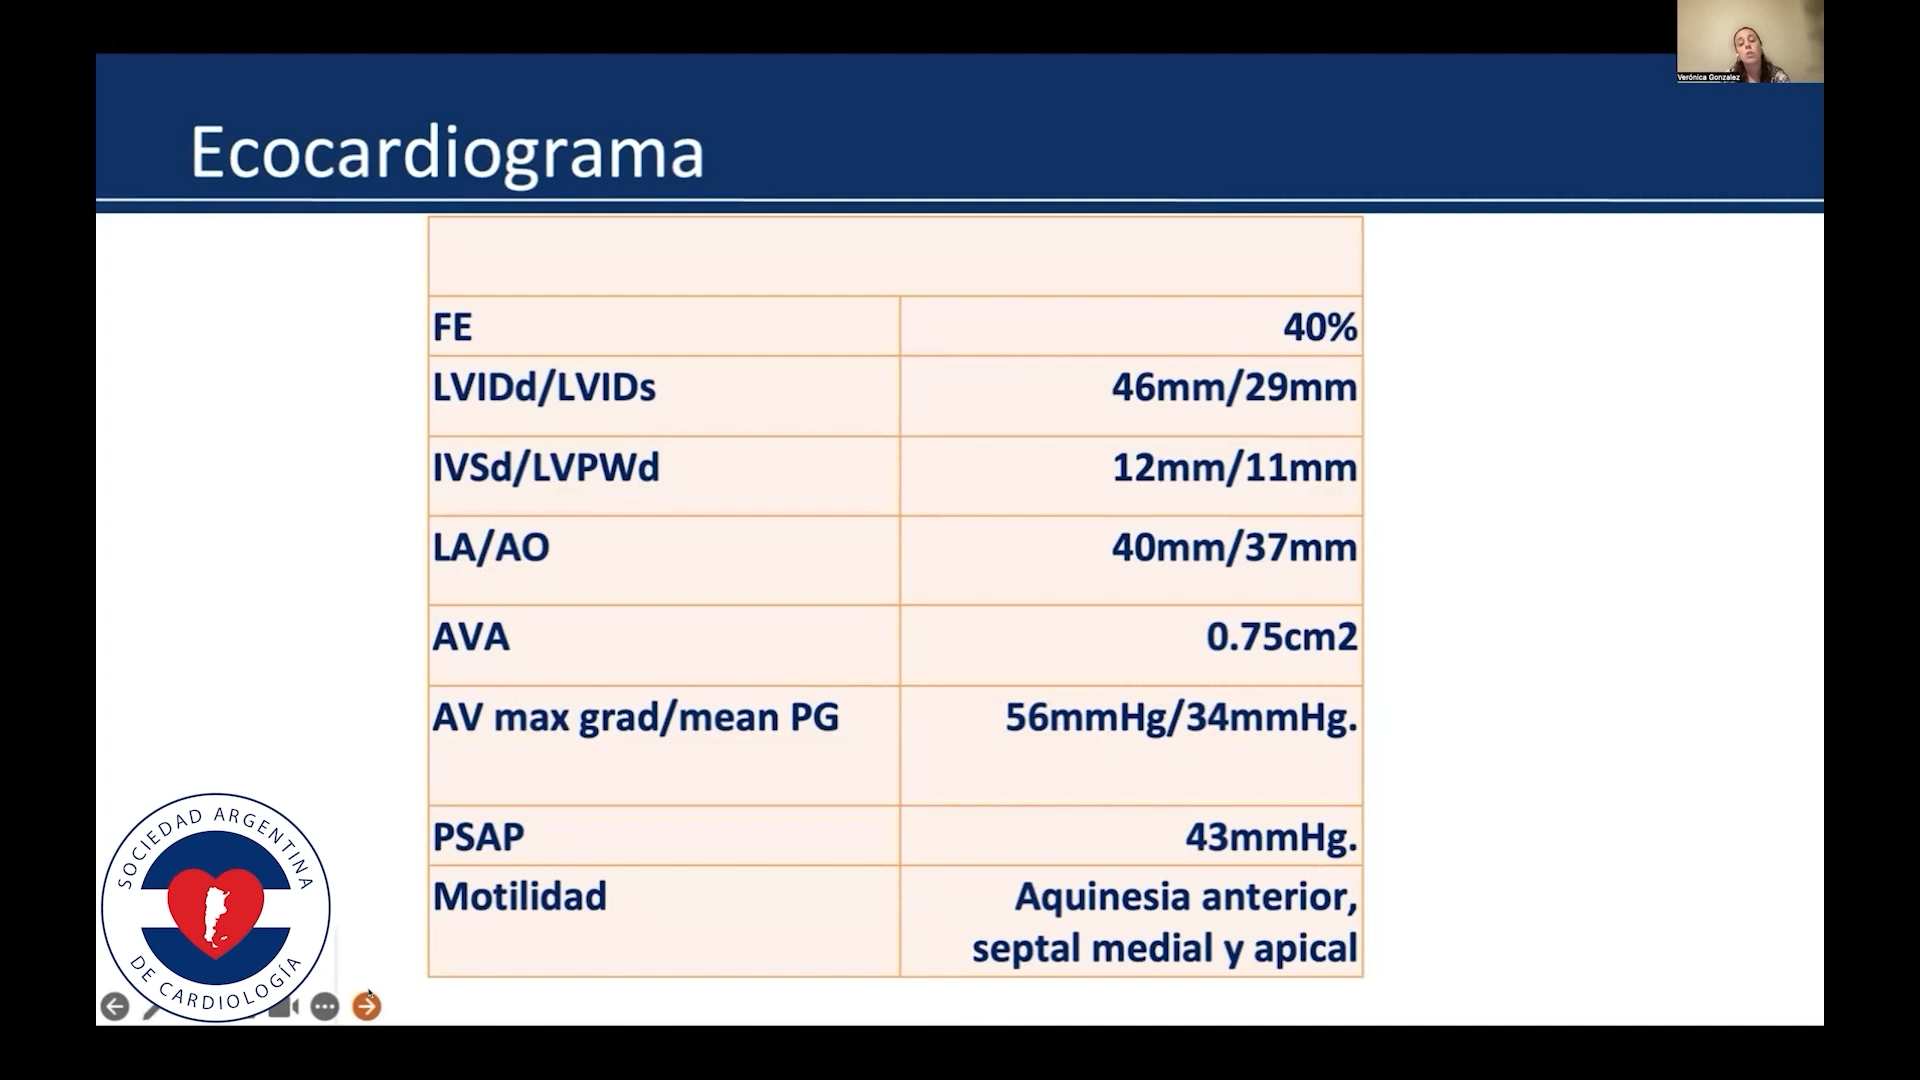 Verónica Gonzalez
Ecocardiograma
FE 40%
LVIDd/LVIDs 46mm/29mm
IVSd/LVPWd 12mm/11mm
LA/AO 40mm/37mm
AVA 0.75cm2
AV max grad/mean PG 56mmHg/34mmHg.
PSAP 43mmHg.
Motilidad Aquinesia anterior,
septal medial y apical
SOCIEDAD ARGENTINA
DE CARDIOLOGÍA